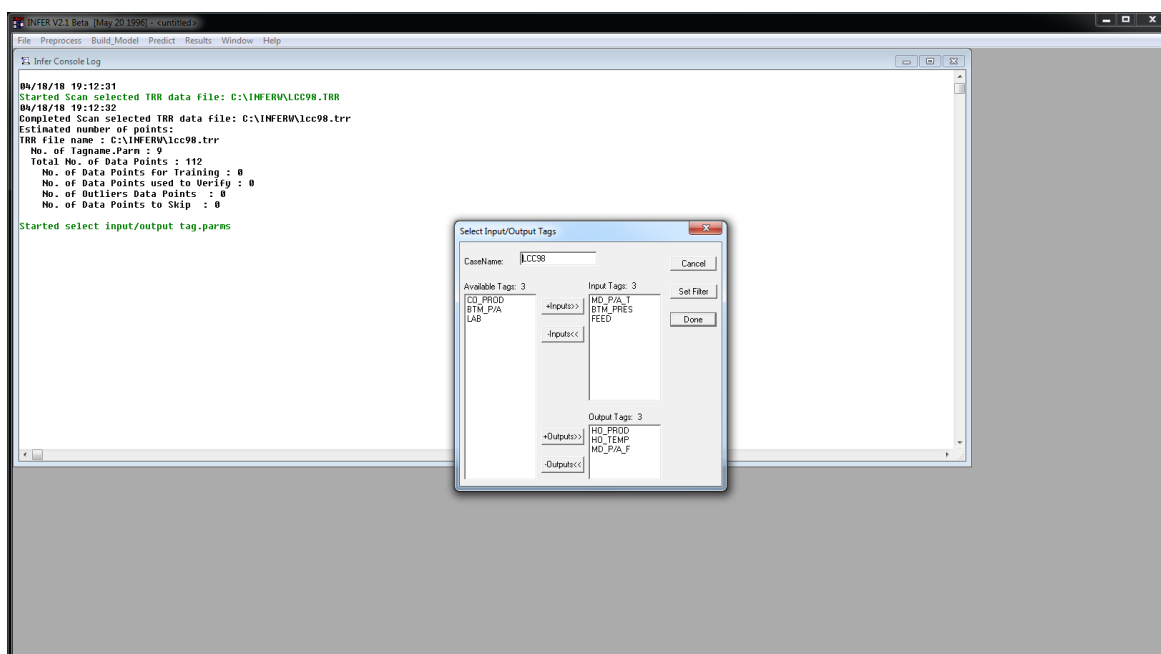 INFER V2.1 Beta [May 20 1996] - <untitled>
File Preprocess Build_Model Predict Results Window Help
Infer Console Log
04/18/18 19:12:31
Started Scan selected TRR data file: C:\INFERW\LCC98.TRR
04/18/18 19:12:32
Completed Scan selected TRR data file: C:\INFERW\lcc98.trr
Estimated number of points:
TRR file name : C:\INFERW\lcc98.trr
No. of Tagname.Parm : 9
Total No. of Data Points : 112
No. of Data Points for Training : 0
No. of Data Points used to Verify : 0
No. of Outliers Data Points : 0
No. of Data Points to Skip : 0
Started select input/output tag.parms
Select Input/Output Tags
CaseName: LCC98
Cancel
Available Tags: 3
CO_PROD
BTM_P/A
LAB
+Inputs>>
-Inputs<<
Input Tags: 3
MD_P/A_T
BTM_PRES
FEED
Set Filter
Done
+Outputs>>
-Outputs<<
Output Tags: 3
HO_PROD
HO_TEMP
MD_P/A_F